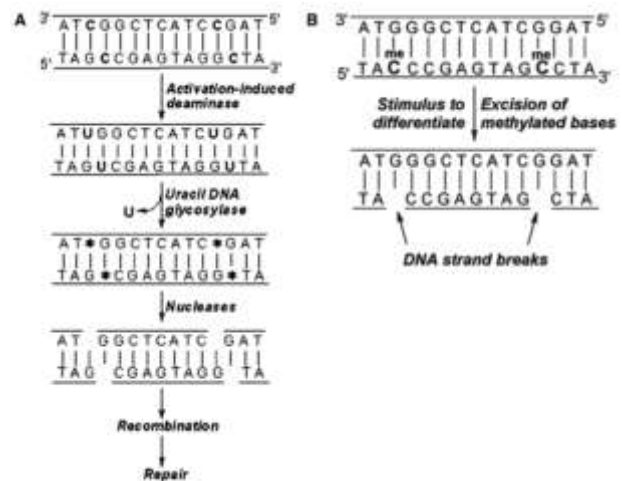 A
3' ATCGGCTCATCCGAT 5'
5' TAGCCGAGTAGGCTA 3'
Activation-induced
deaminase
ATUGGCTCATCUGAT
TAGUCGAGTAGGUTA
U
Uracil DNA
glycosylase
AT*GGCTCATC*GAT
TAG*CGAGTAGG*TA
Nucleases
AT GGCTCATC GAT
TAG CGAGTAGG TA
Recombination
Repair
B
3' ATGGGCTCATCGGAT 5'
me me
5' TACCCGAGTAGCCTA 3'
Stimulus to
differentiate
Excision of
methylated bases
ATGGGCTCATCGGAT
TA CCGAGTAG CTA
DNA strand breaks